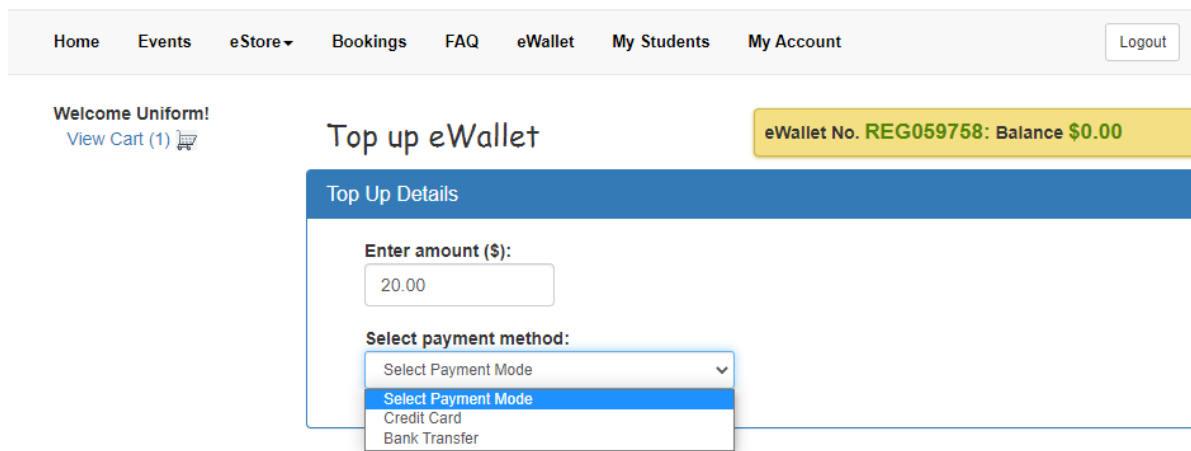 Home Events eStore Bookings FAQ eWallet My Students My Account Logout
Welcome Uniform!
View Cart (1)
Top up eWallet
eWallet No. REG059758: Balance $0.00
Top Up Details
Enter amount ($):
20.00
Select payment method:
Select Payment Mode
Select Payment Mode
Credit Card
Bank Transfer